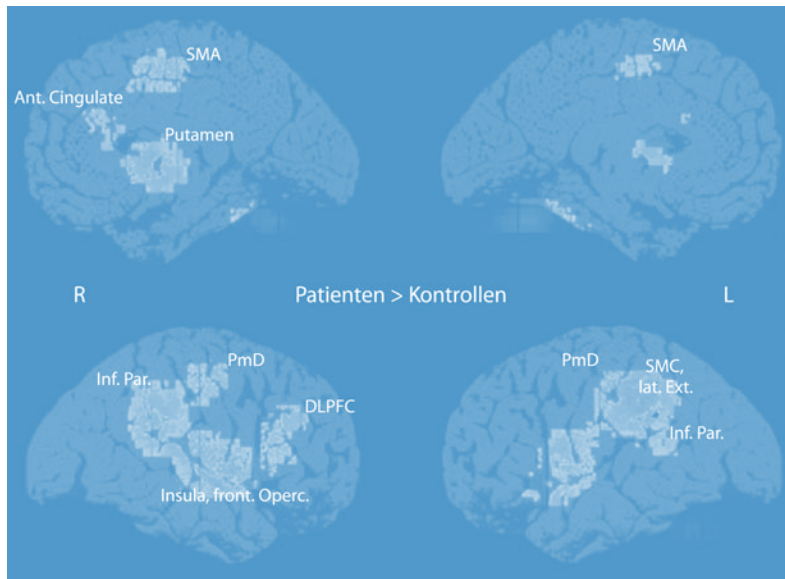 SMA
SMA
Ant. Cingulate
Putamen
R
Patienten > Kontrollen
L
PmD
PmD
SMC,
lat. Ext.
Inf. Par.
DLPFC
Inf. Par.
Insula, front. Operc.